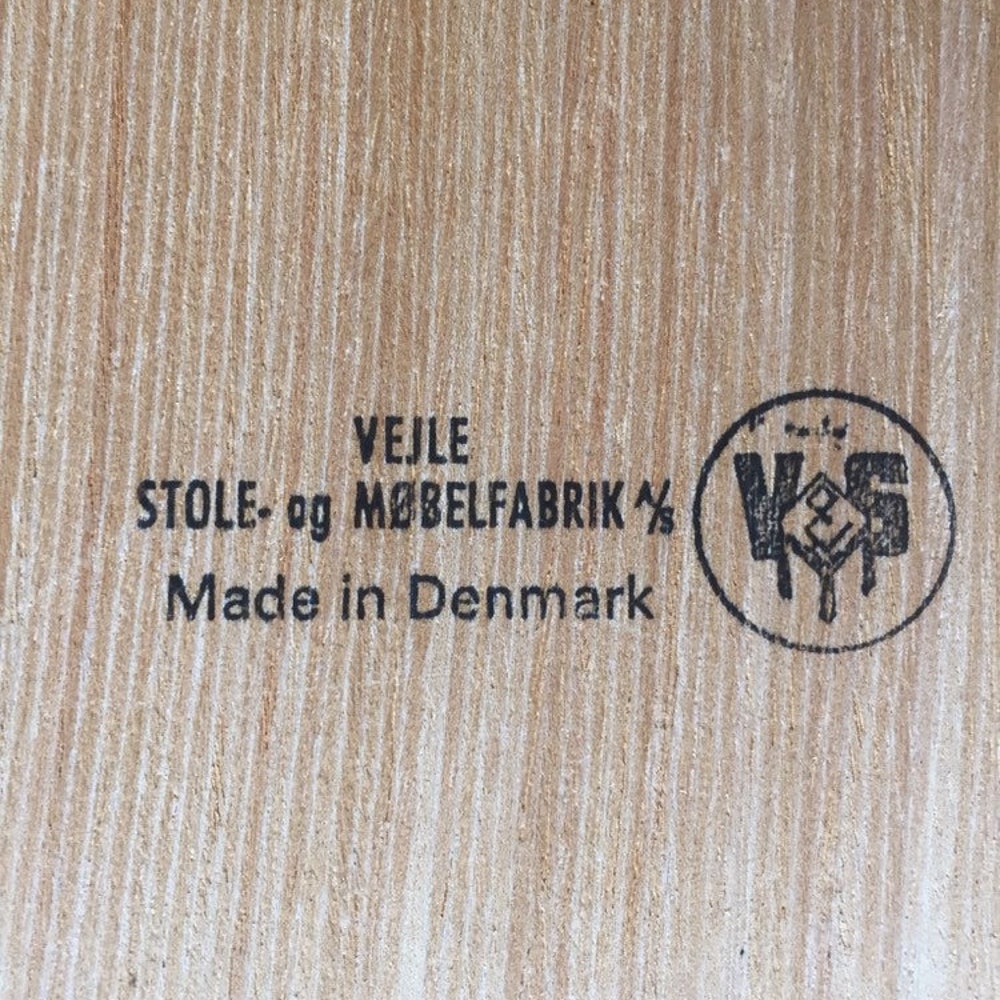 VEJLE
STOLE- og MØBELFABRIK A/S
Made in Denmark
VS